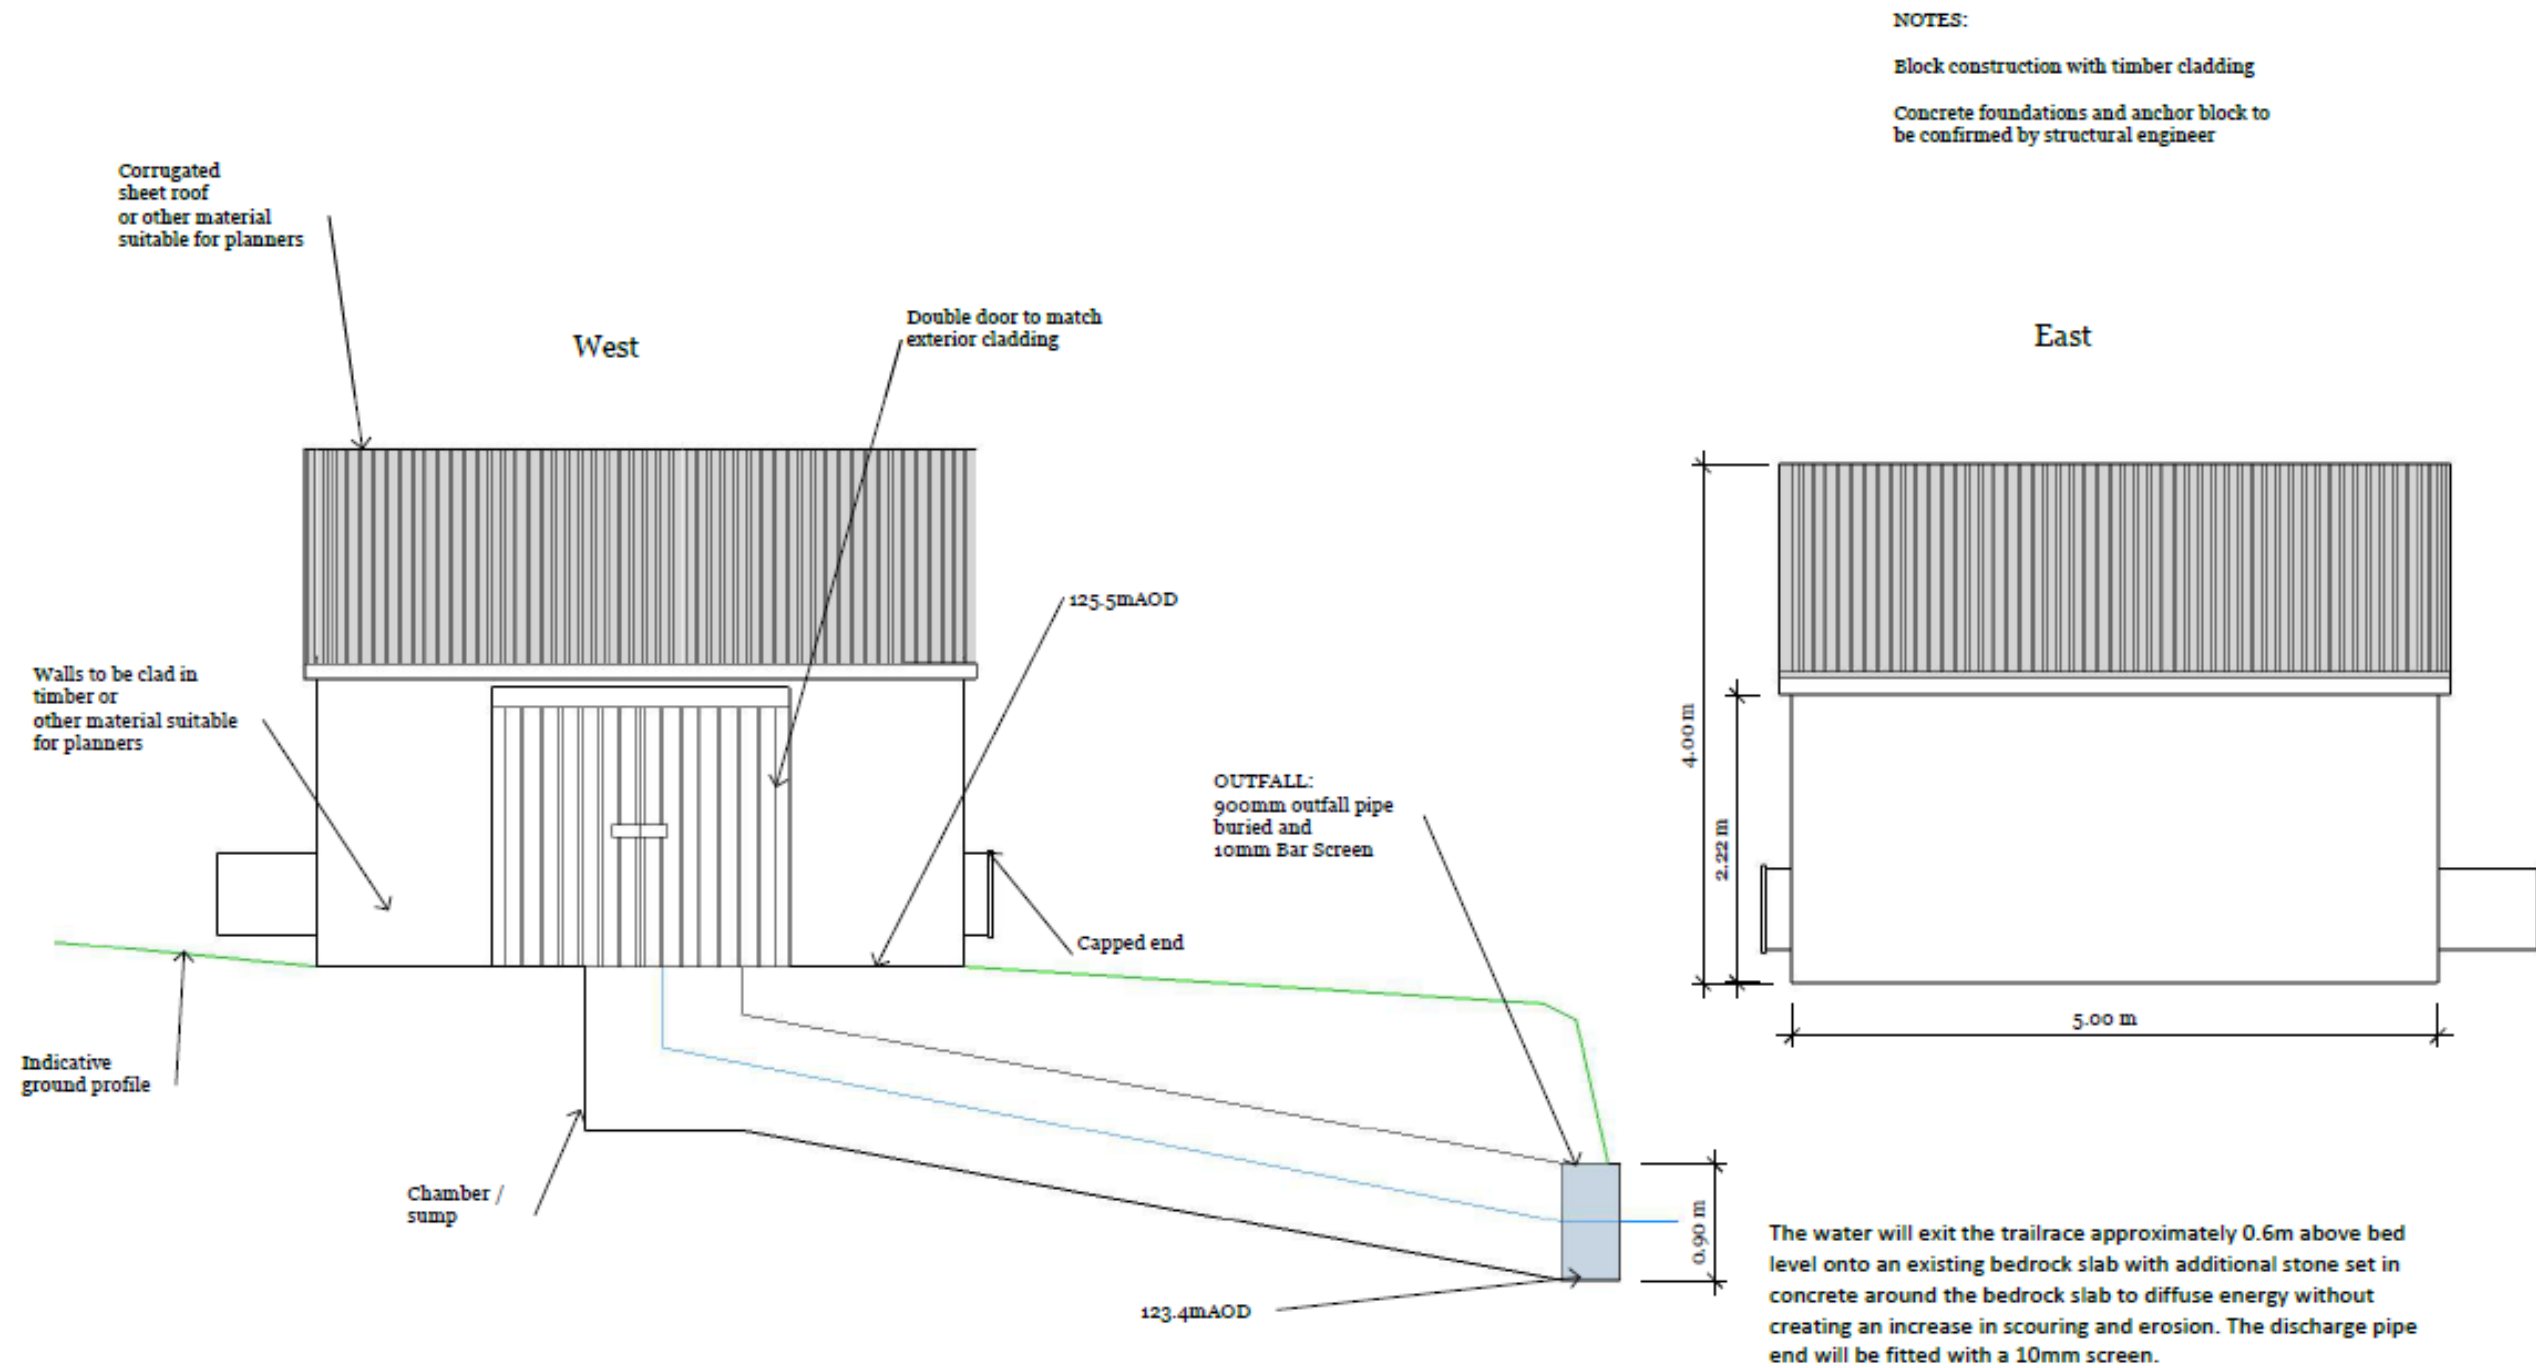 NOTES:
Block construction with timber cladding
Concrete foundations and anchor block to
be confirmed by structural engineer
Corrugated
sheet roof
or other material
suitable for planners
West
Double door to match
exterior cladding
East
125.5mAOD
Walls to be clad in
timber or
other material suitable
for planners
OUTFALL:
900mm outfall pipe
buried and
10mm Bar Screen
4.00 m
2.22 m
Capped end
5.00 m
Indicative
ground profile
Chamber /
sump
0.90 m
123.4mAOD
The water will exit the trailrace approximately 0.6m above bed
level onto an existing bedrock slab with additional stone set in
concrete around the bedrock slab to diffuse energy without
creating an increase in scouring and erosion. The discharge pipe
end will be fitted with a 10mm screen.